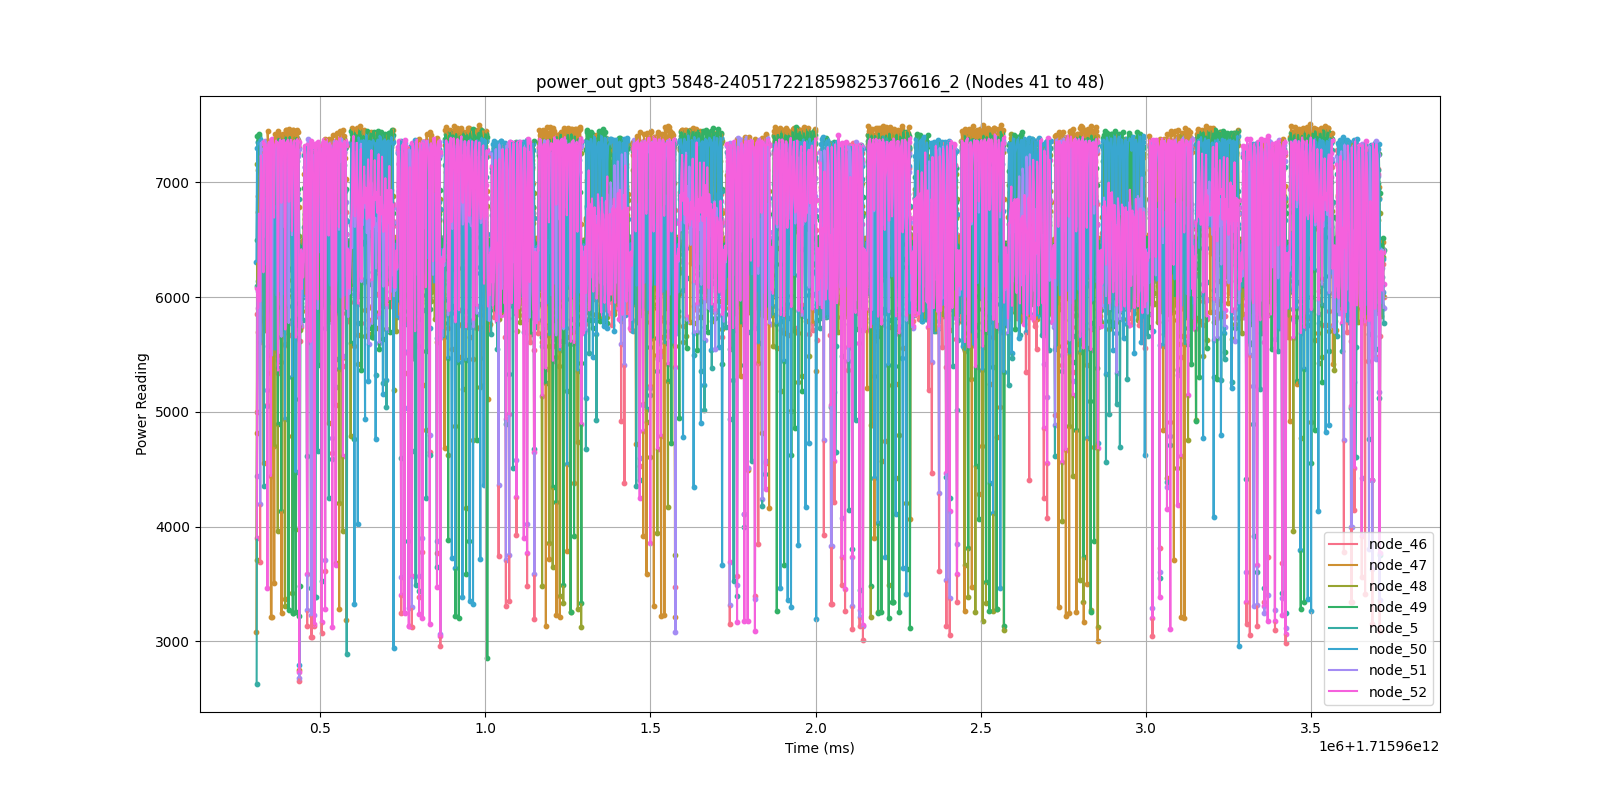 power_out gpt3 5848-240517221859825376616_2 (Nodes 41 to 48)
Power Reading
7000
6000
5000
4000
3000
node_46
node_47
node_48
node_49
node_5
node_50
node_51
node_52
0.5
1.0
1.5
2.0
2.5
3.0
3.5
Time (ms)
1e6+1.71596e12